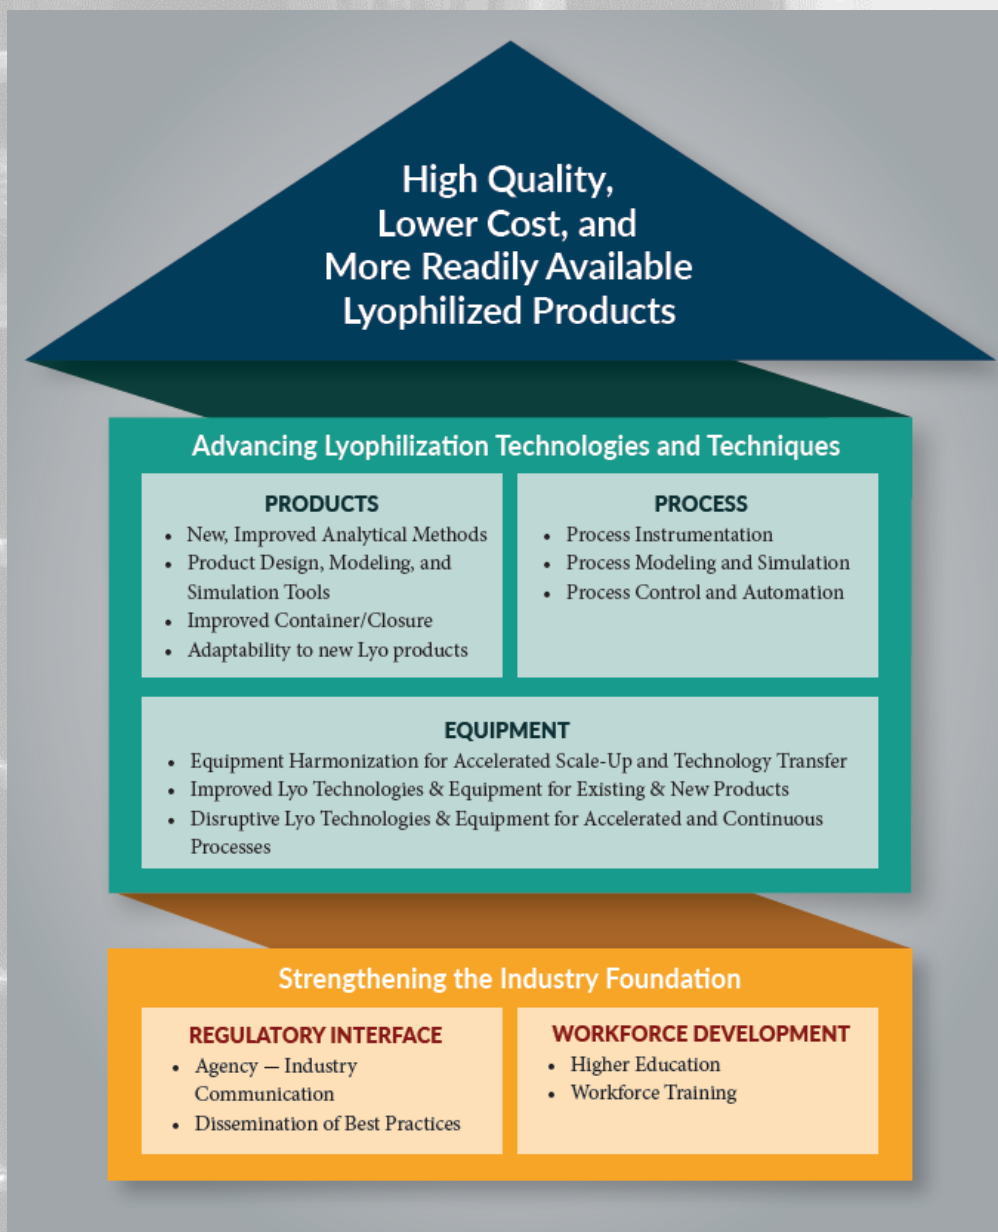 High Quality,
Lower Cost, and
More Readily Available
Lyophilized Products
Advancing Lyophilization Technologies and Techniques
PRODUCTS
• New, Improved Analytical Methods
• Product Design, Modeling, and
Simulation Tools
• Improved Container/Closure
• Adaptability to new Lyo products
PROCESS
• Process Instrumentation
• Process Modeling and Simulation
• Process Control and Automation
EQUIPMENT
• Equipment Harmonization for Accelerated Scale-Up and Technology Transfer
• Improved Lyo Technologies & Equipment for Existing & New Products
• Disruptive Lyo Technologies & Equipment for Accelerated and Continuous
Processes
Strengthening the Industry Foundation
REGULATORY INTERFACE
• Agency — Industry
Communication
• Dissemination of Best Practices
WORKFORCE DEVELOPMENT
• Higher Education
• Workforce Training